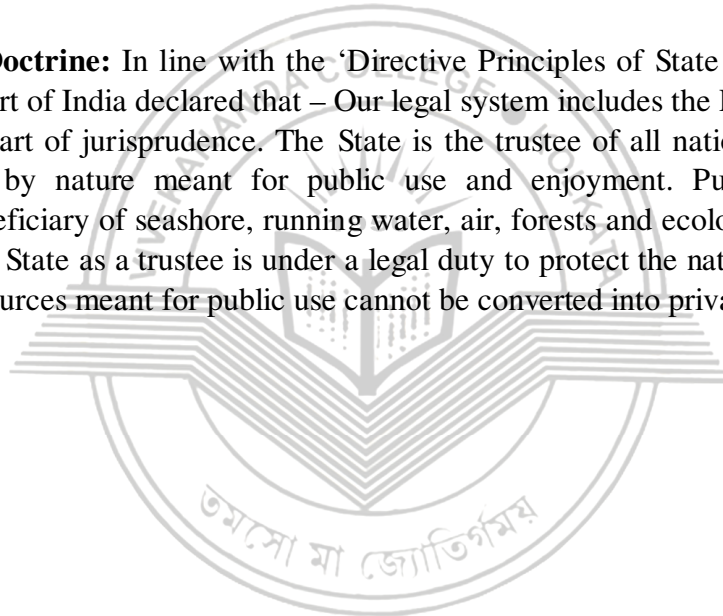 Doctrine: In line with the ‘Directive Principles of State
rt of India declared that – Our legal system includes the
art of jurisprudence. The State is the trustee of all natio
by nature meant for public use and enjoyment. Pu
eficiary of seashore, running water, air, forests and ecolo
State as a trustee is under a legal duty to protect the nat
ources meant for public use cannot be converted into priva
VIVEKANANDA COLLEGE • KOLKATA
তমসো মা জ্যোতির্গময়